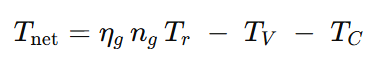 T_net = η_g n_g T_r − T_V − T_C